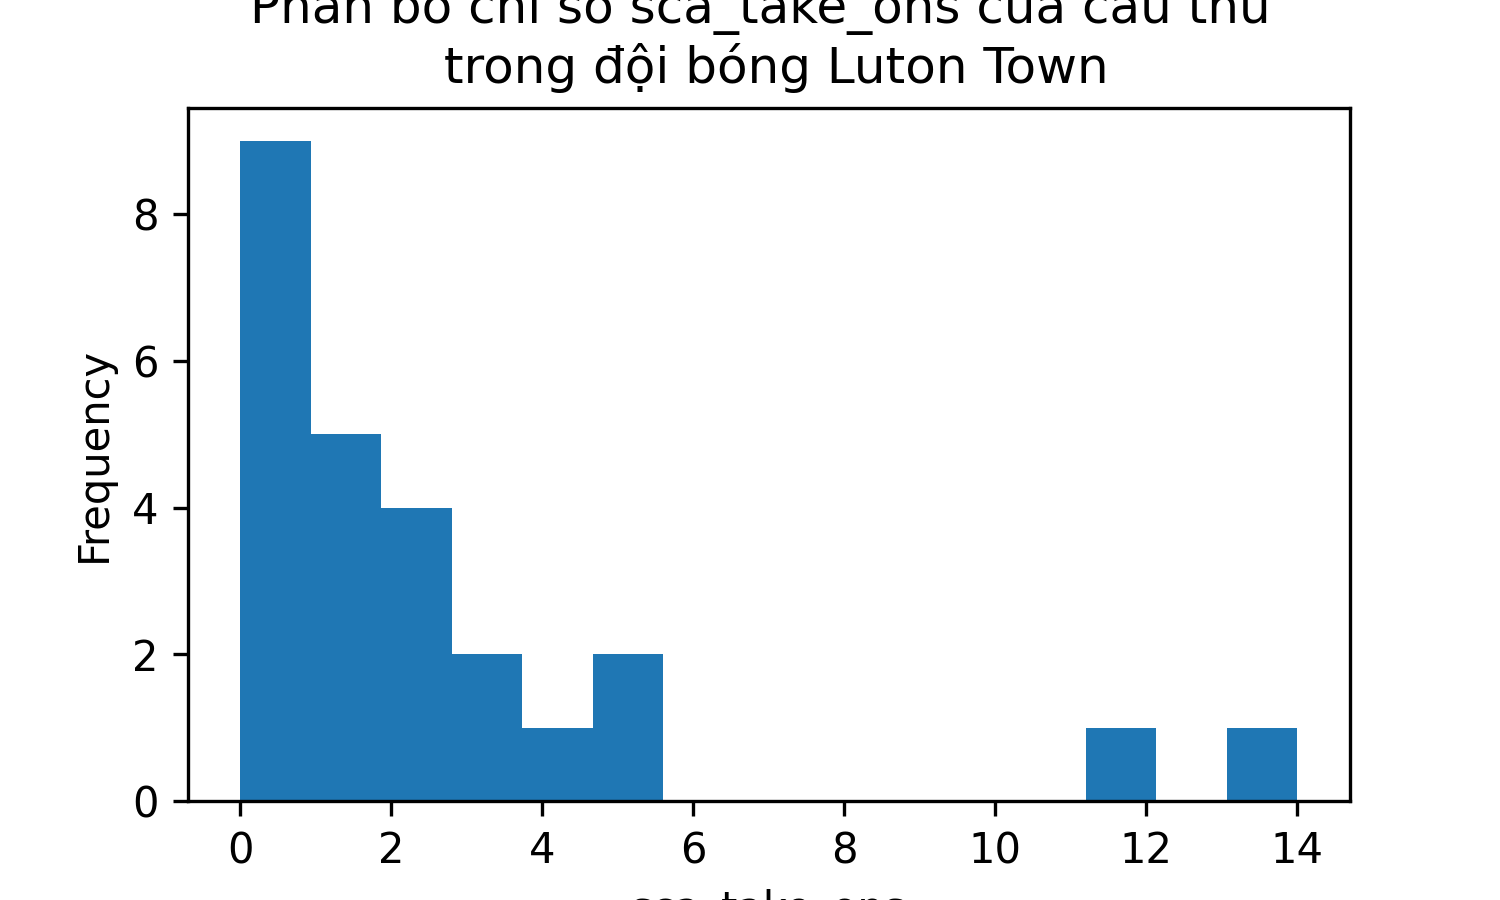 Phân bố chỉ số sca_take_ons của cầu thủ
trong đội bóng Luton Town
Frequency
8
6
4
2
0
0 2 4 6 8 10 12 14
sca_take_ons